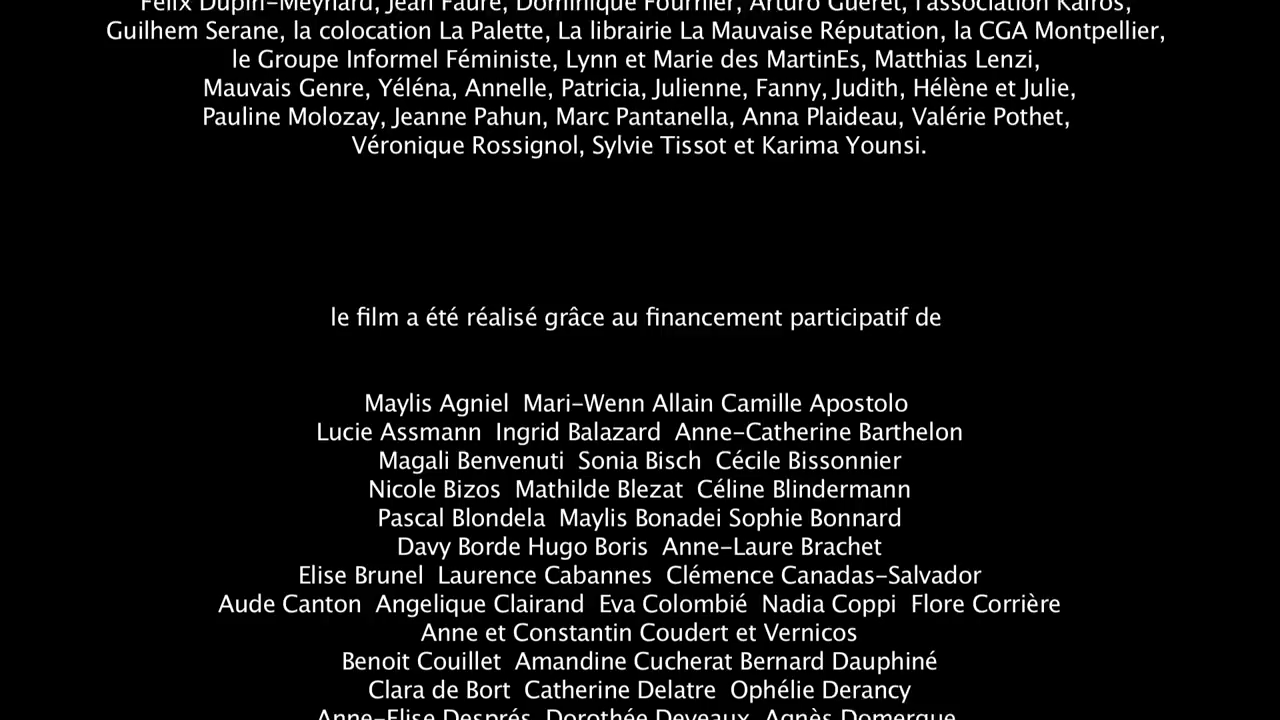 Félix Dupin-Meynard, Jean Faure, Dominique Fournier, Arturo Guéret, l'association Kaïros,
Guilhem Serane, la colocation La Palette, La librairie La Mauvaise Réputation, la CGA Montpellier,
le Groupe Informel Féministe, Lynn et Marie des MartinEs, Matthias Lenzi,
Mauvais Genre, Yéléna, Annelle, Patricia, Julienne, Fanny, Judith, Hélène et Julie,
Pauline Molozay, Jeanne Pahun, Marc Pantanella, Anna Plaideau, Valérie Pothet,
Véronique Rossignol, Sylvie Tissot et Karima Younsi.
le film a été réalisé grâce au financement participatif de
Maylis Agniel Mari-Wenn Allain Camille Apostolo
Lucie Assmann Ingrid Balazard Anne-Catherine Barthelon
Magali Benvenuti Sonia Bisch Cécile Bissonnier
Nicole Bizos Mathilde Blezat Céline Blindermann
Pascal Blondela Maylis Bonadei Sophie Bonnard
Davy Borde Hugo Boris Anne-Laure Brachet
Elise Brunel Laurence Cabannes Clémence Canadas-Salvador
Aude Canton Angelique Clairand Eva Colombié Nadia Coppi Flore Corrière
Anne et Constantin Coudert et Vernicos
Benoit Couillet Amandine Cucherat Bernard Dauphiné
Clara de Bort Catherine Delatre Ophélie Derancy
Anne-Elise Després Dorothée Deveaux Agnès Domergue